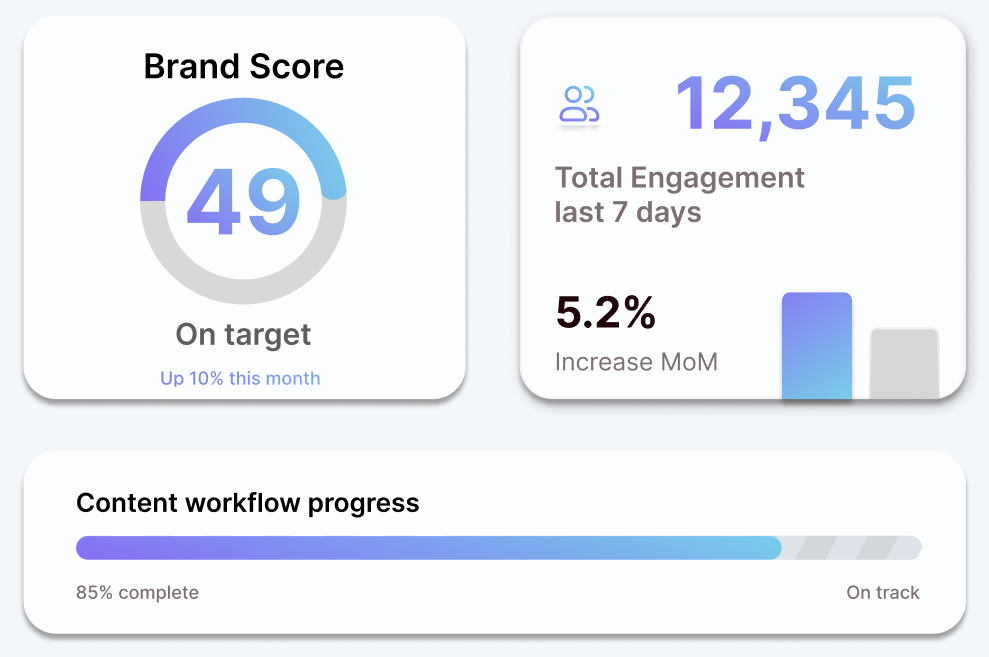 Brand Score
49
On target
Up 10% this month
12,345
Total Engagement
last 7 days
5.2%
Increase MoM
Content workflow progress
85% complete
On track